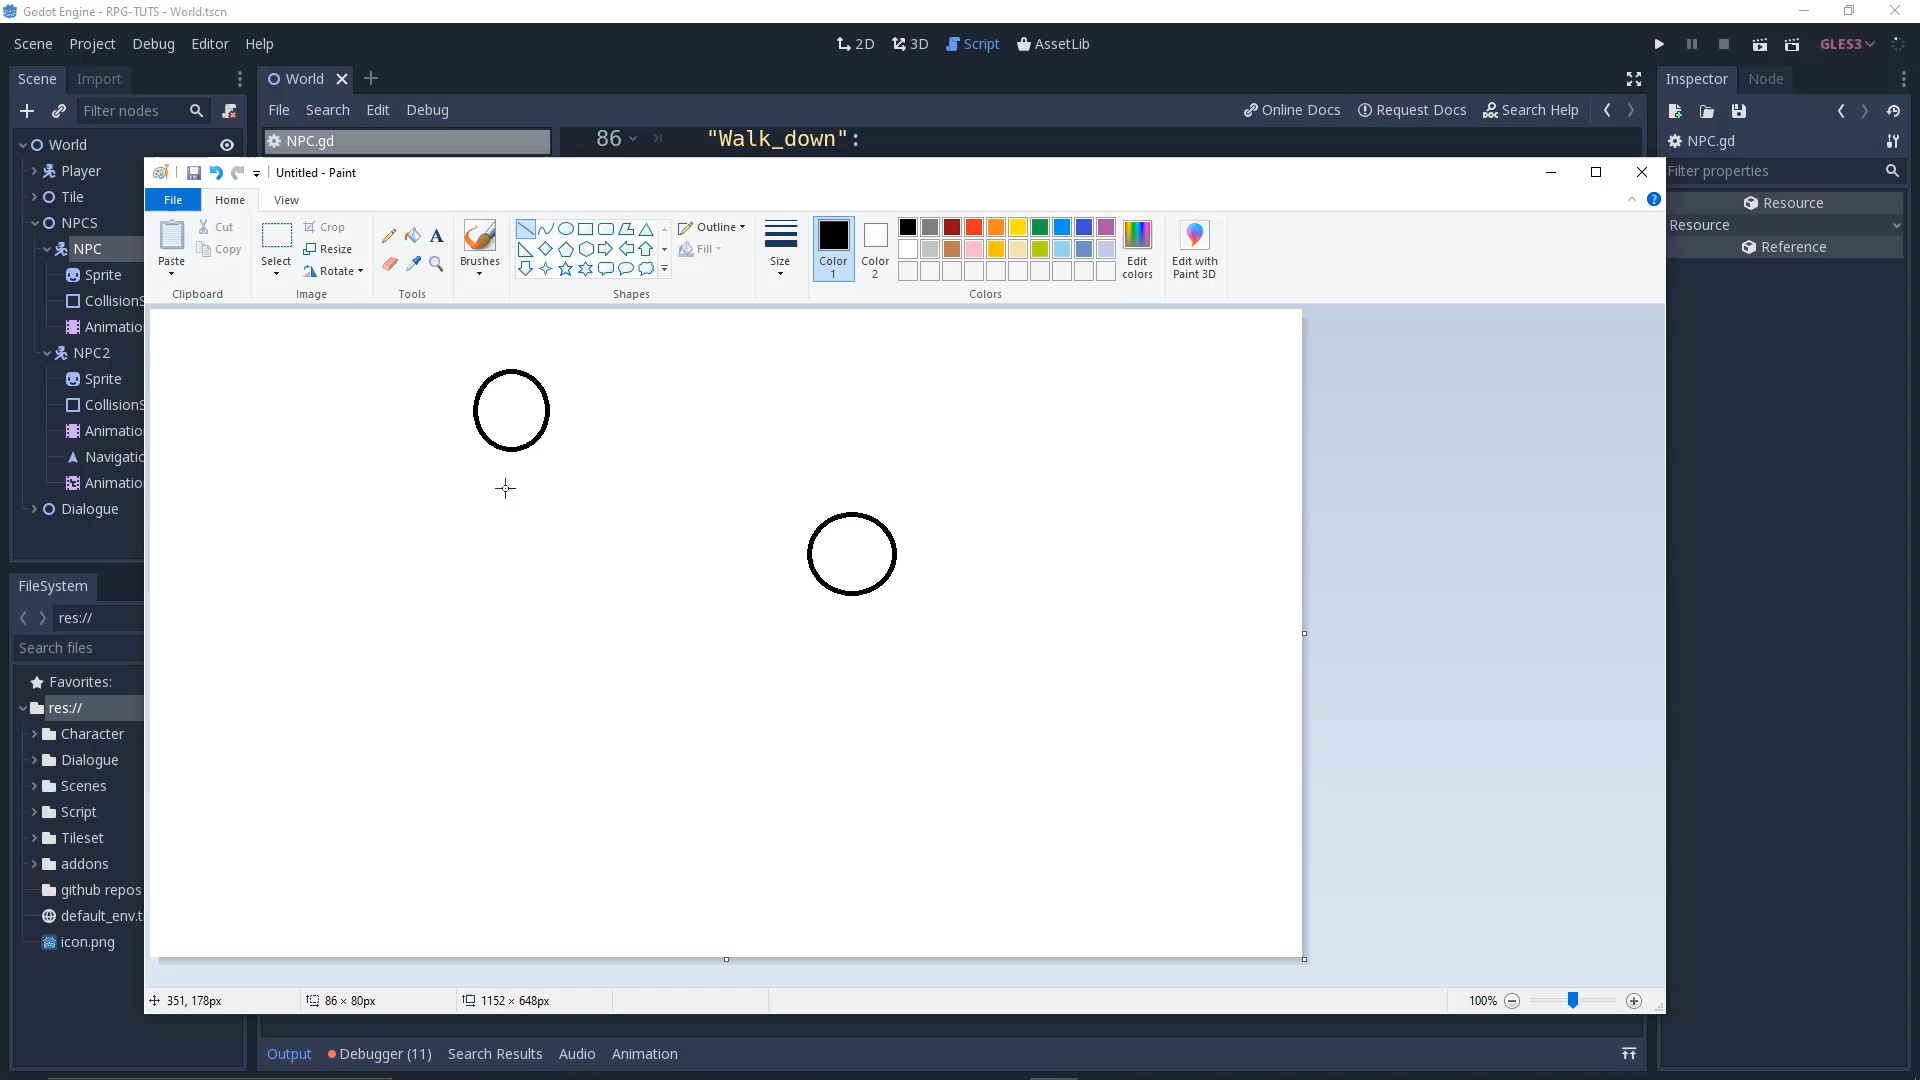 Godot Engine - RPG-TUTS - World.tscn
Scene Project Debug Editor Help
2D 3D Script AssetLib
GLES3
Scene Import
World
Inspector Node
Filter nodes
File Search Edit Debug
Online Docs Request Docs Search Help
NPC.gd
86 "Walk_down":
NPC.gd
Filter properties
Resource
Resource
Reference
World
Player
Tile
NPCS
NPC
Sprite
CollisionS
Animatio
NPC2
Sprite
CollisionS
Animatio
Navigatio
Animatio
Dialogue
FileSystem
res://
Search files
Favorites:
res://
Character
Dialogue
Scenes
Script
Tileset
addons
github repos
default_env.t
icon.png
Untitled - Paint
File Home View
Paste
Cut
Copy
Clipboard
Select
Crop
Resize
Rotate
Image
Tools
Brushes
Shapes
Outline
Fill
Size
Color 1
Color 2
Colors
Edit colors
Edit with Paint 3D
351, 178px
86 × 80px
1152 × 648px
100%
Output Debugger (11) Search Results Audio Animation